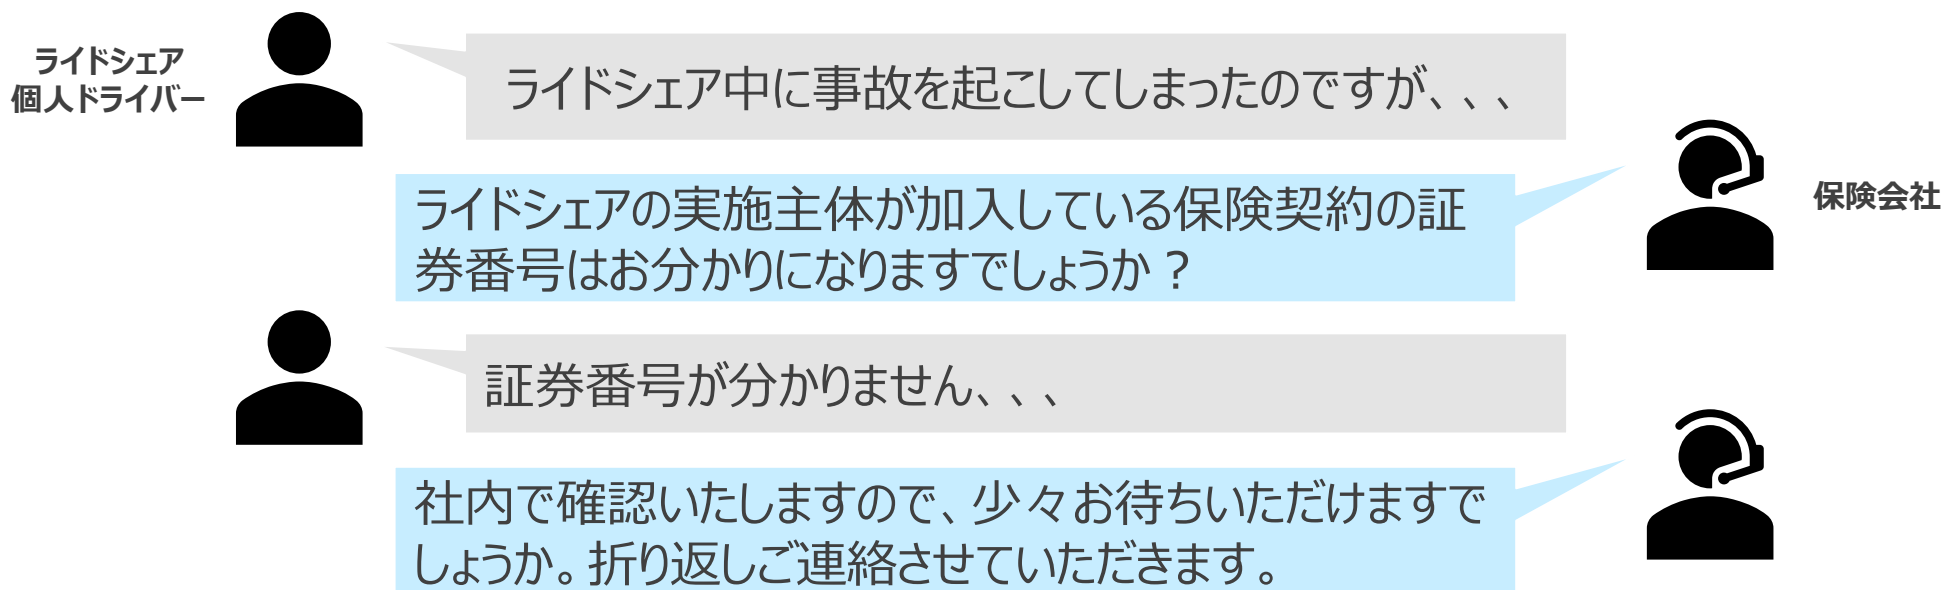 ライドシェア
個人ドライバー
ライドシェア中に事故を起こしてしまったのですが、、、
ライドシェアの実施主体が加入している保険契約の証
券番号はお分かりになりますでしょうか？
保険会社
証券番号が分かりません、、、
社内で確認いたしますので、少々お待ちいただけますで
しょうか。折り返しご連絡させていただきます。